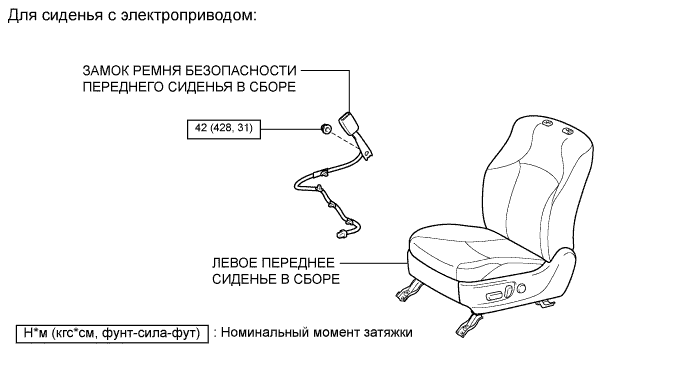 Для сиденья с электроприводом:
ЗАМОК РЕМНЯ БЕЗОПАСНОСТИ
ПЕРЕДНЕГО СИДЕНЬЯ В СБОРЕ
42 (428, 31)
ЛЕВОЕ ПЕРЕДНЕЕ
СИДЕНЬЕ В СБОРЕ
Н*м (кгс*см, фунт-сила-фут) : Номинальный момент затяжки